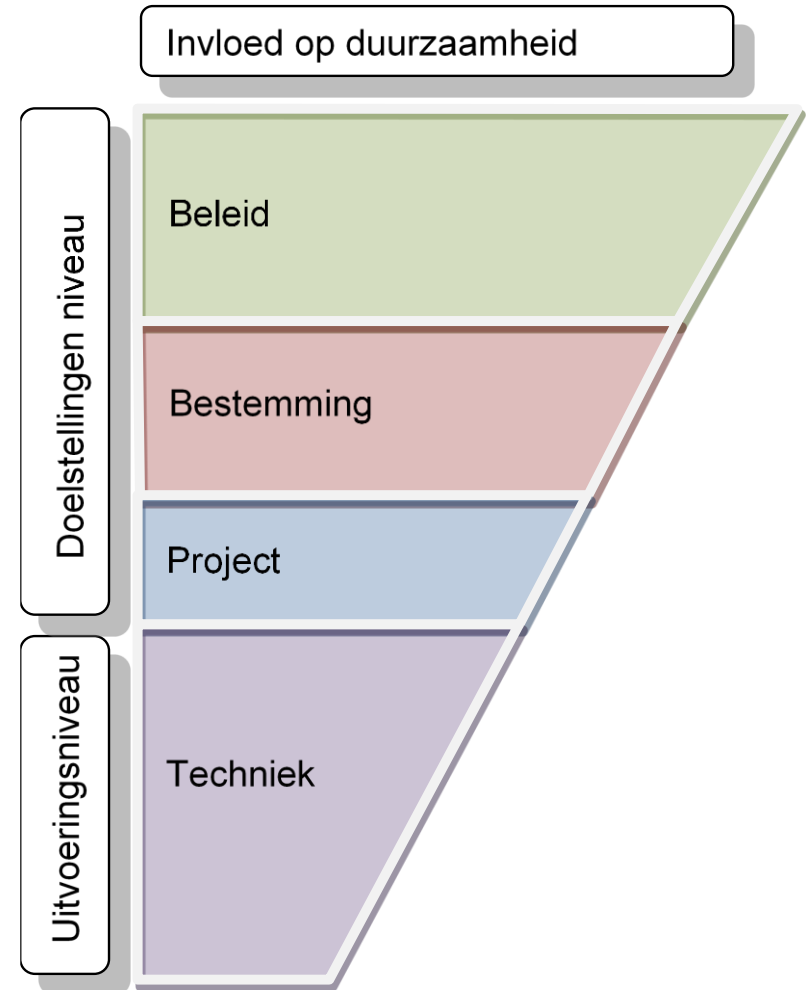 Invloed op duurzaamheid
Doelstellingen niveau
Beleid
Bestemming
Project
Uitvoeringsniveau
Techniek